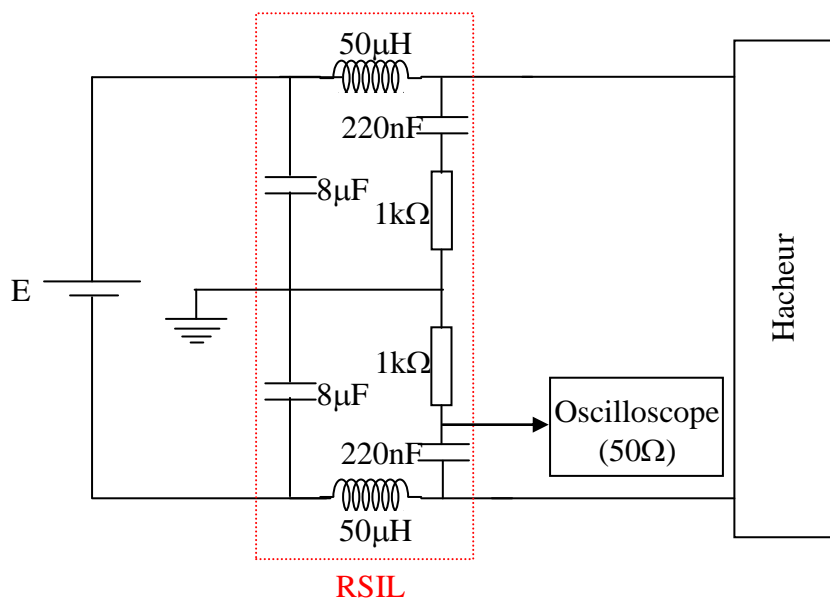 50μH
220nF
8μF
1kΩ
E
Hacheur
1kΩ
8μF
Oscilloscope
(50Ω)
220nF
50μH
RSIL